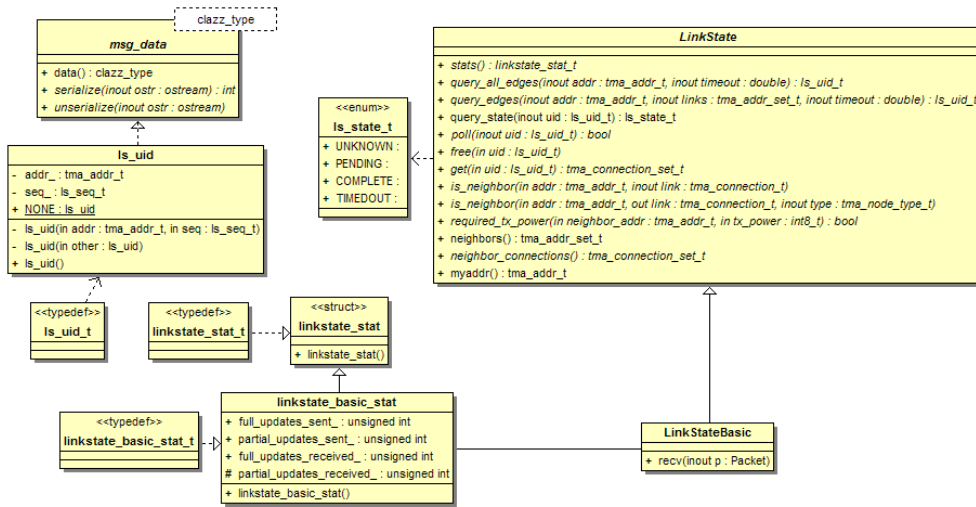 clazz_type
msg_data
+ data() : clazz_type
+ serialize(inout ostr : ostream) : int
+ unserialize(inout ostr : ostream)
LinkState
+ stats() : linkstate_stat_t
+ query_all_edges(inout addr : tma_addr_t, inout timeout : double) : ls_uid_t
+ query_edges(inout addr : tma_addr_t, inout links : tma_addr_set_t, inout timeout : double) : ls_uid_t
+ query_state(inout uid : ls_uid_t) : ls_state_t
+ poll(inout uid : ls_uid_t) : bool
+ free(in uid : ls_uid_t)
+ get(in uid : ls_uid_t) : tma_connection_set_t
+ is_neighbor(in addr : tma_addr_t, inout link : tma_connection_t)
+ is_neighbor(in addr : tma_addr_t, out link : tma_connection_t, inout type : tma_node_type_t)
+ required_tx_power(in neighbor_addr : tma_addr_t, in tx_power : int8_t) : bool
+ neighbors() : tma_addr_set_t
+ neighbor_connections() : tma_connection_set_t
+ myaddr() : tma_addr_t
<<enum>>
ls_state_t
+ UNKNOWN :
+ PENDING :
+ COMPLETE :
+ TIMEDOUT :
ls_uid
- addr_ : tma_addr_t
- seq_ : ls_seq_t
+ NONE : ls_uid
- ls_uid(in addr : tma_addr_t, in seq : ls_seq_t)
- ls_uid(in other : ls_uid)
+ ls_uid()
<<typedef>>
ls_uid_t
<<typedef>>
linkstate_stat_t
<<struct>>
linkstate_stat
+ linkstate_stat()
<<typedef>>
linkstate_basic_stat_t
linkstate_basic_stat
+ full_updates_sent_ : unsigned int
+ partial_updates_sent_ : unsigned int
+ full_updates_received_ : unsigned int
# partial_updates_received_ : unsigned int
+ linkstate_basic_stat()
LinkStateBasic
+ recv(inout p : Packet)